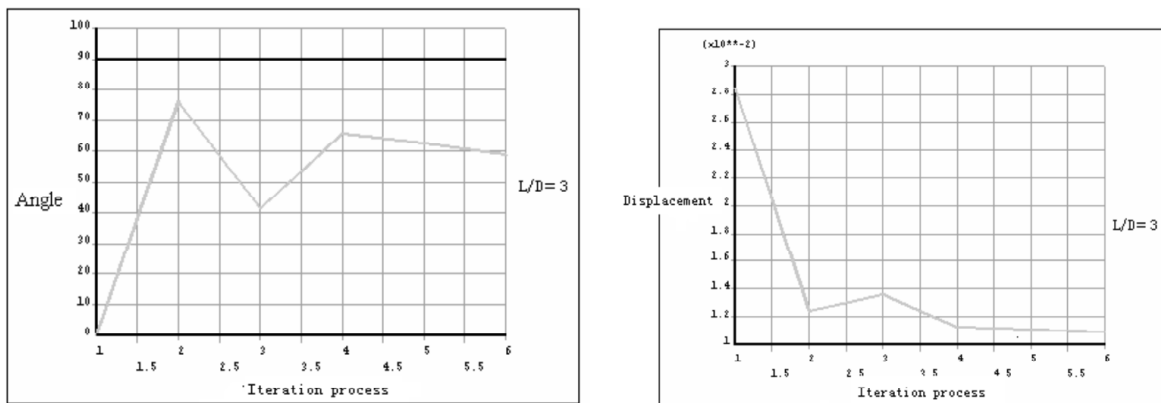 100
90
80
70
60
50
40
30
20
10
0
Angle
L/D= 3
1 2 3 4 5 6
1.5 2.5 3.5 4.5 5.5
Iteration process
(x10**-2)
3
2.8
2.6
2.4
2.2
2
1.8
1.6
1.4
1.2
1
Displacement
L/D= 3
1 2 3 4 5 6
1.5 2 5 3 5 4 5 5.5
Iteration process